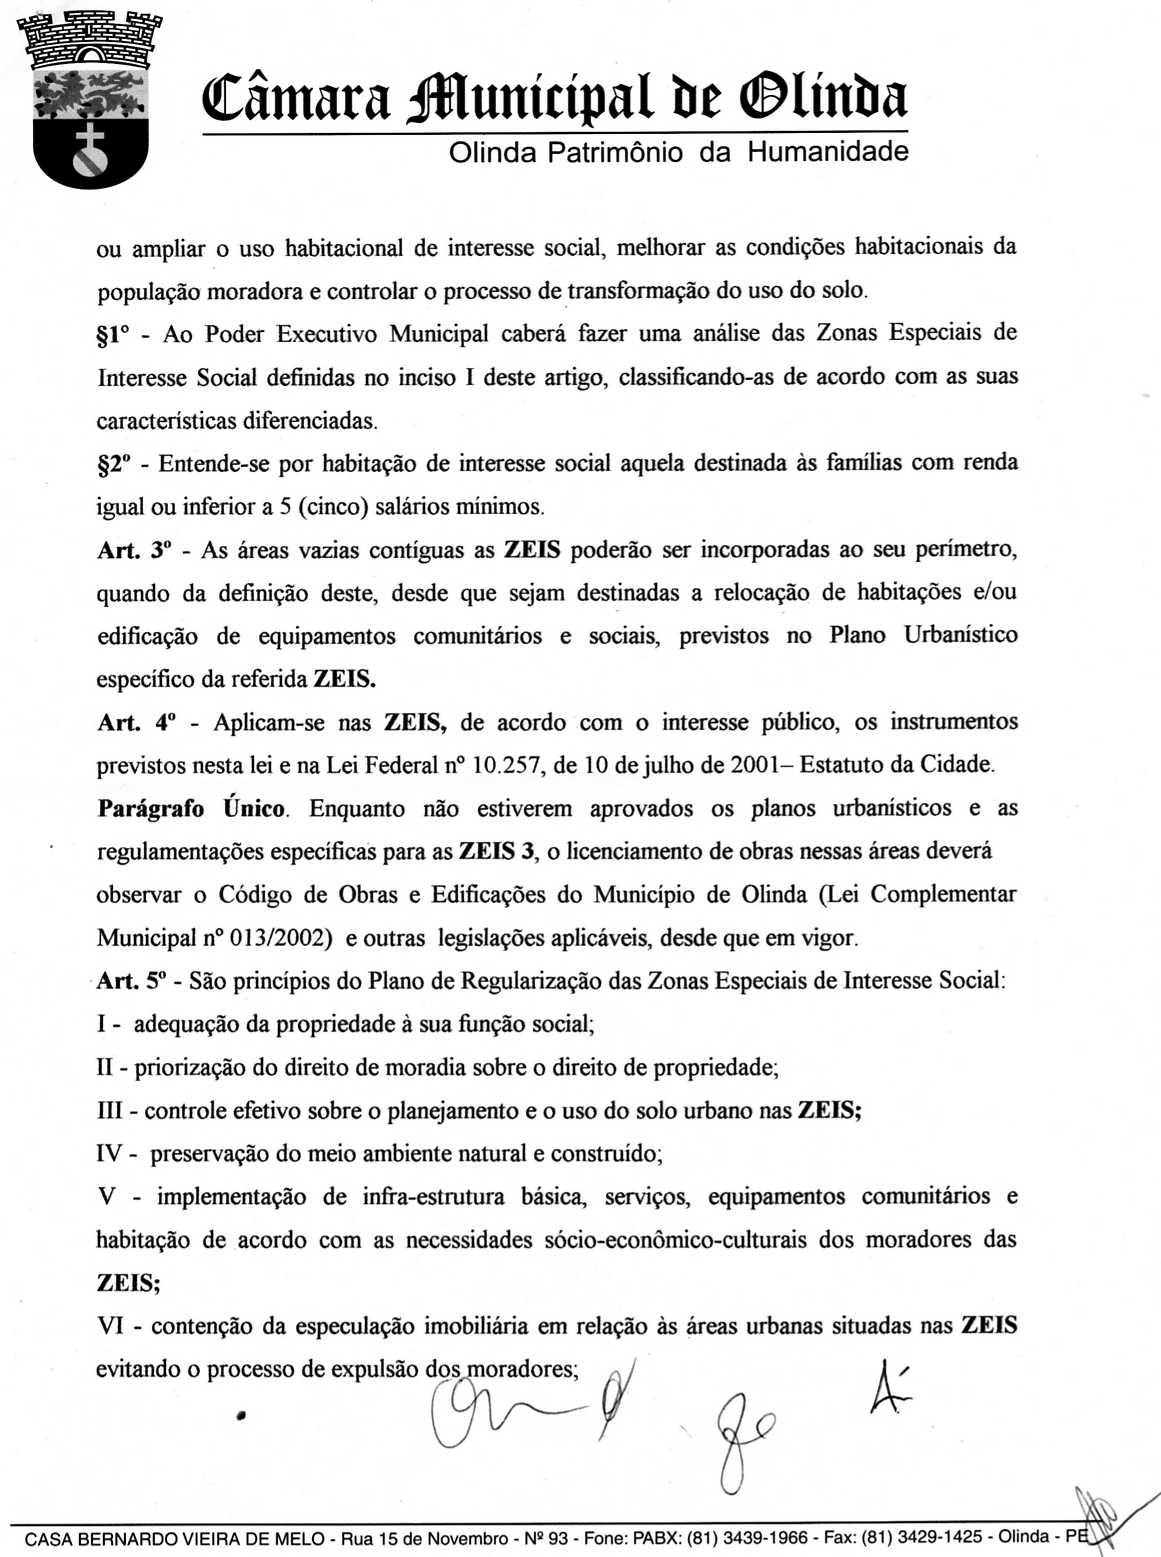 Câmara Municipal de Olinda
Olinda Patrimônio da Humanidade
ou ampliar o uso habitacional de interesse social, melhorar as condições habitacionais da
população moradora e controlar o processo de transformação do uso do solo.
§1º - Ao Poder Executivo Municipal caberá fazer uma análise das Zonas Especiais de
Interesse Social definidas no inciso I deste artigo, classificando-as de acordo com as suas
características diferenciadas.
§2º - Entende-se por habitação de interesse social aquela destinada às famílias com renda
igual ou inferior a 5 (cinco) salários mínimos.
Art. 3º - As áreas vazias contíguas as ZEIS poderão ser incorporadas ao seu perímetro,
quando da definição deste, desde que sejam destinadas a relocação de habitações e/ou
edificação de equipamentos comunitários e sociais, previstos no Plano Urbanístico
específico da referida ZEIS.
Art. 4º - Aplicam-se nas ZEIS, de acordo com o interesse público, os instrumentos
previstos nesta lei e na Lei Federal nº 10.257, de 10 de julho de 2001– Estatuto da Cidade.
Parágrafo Único. Enquanto não estiverem aprovados os planos urbanísticos e as
regulamentações específicas para as ZEIS 3, o licenciamento de obras nessas áreas deverá
observar o Código de Obras e Edificações do Município de Olinda (Lei Complementar
Municipal nº 013/2002) e outras legislações aplicáveis, desde que em vigor.
Art. 5º - São princípios do Plano de Regularização das Zonas Especiais de Interesse Social:
I - adequação da propriedade à sua função social;
II - priorização do direito de moradia sobre o direito de propriedade;
III - controle efetivo sobre o planejamento e o uso do solo urbano nas ZEIS;
IV - preservação do meio ambiente natural e construído;
V - implementação de infra-estrutura básica, serviços, equipamentos comunitários e
habitação de acordo com as necessidades sócio-econômico-culturais dos moradores das
ZEIS;
VI - contenção da especulação imobiliária em relação às áreas urbanas situadas nas ZEIS
evitando o processo de expulsão dos moradores;
CASA BERNARDO VIEIRA DE MELO - Rua 15 de Novembro - Nº 93 - Fone: PABX: (81) 3439-1966 - Fax: (81) 3429-1425 - Olinda - PE